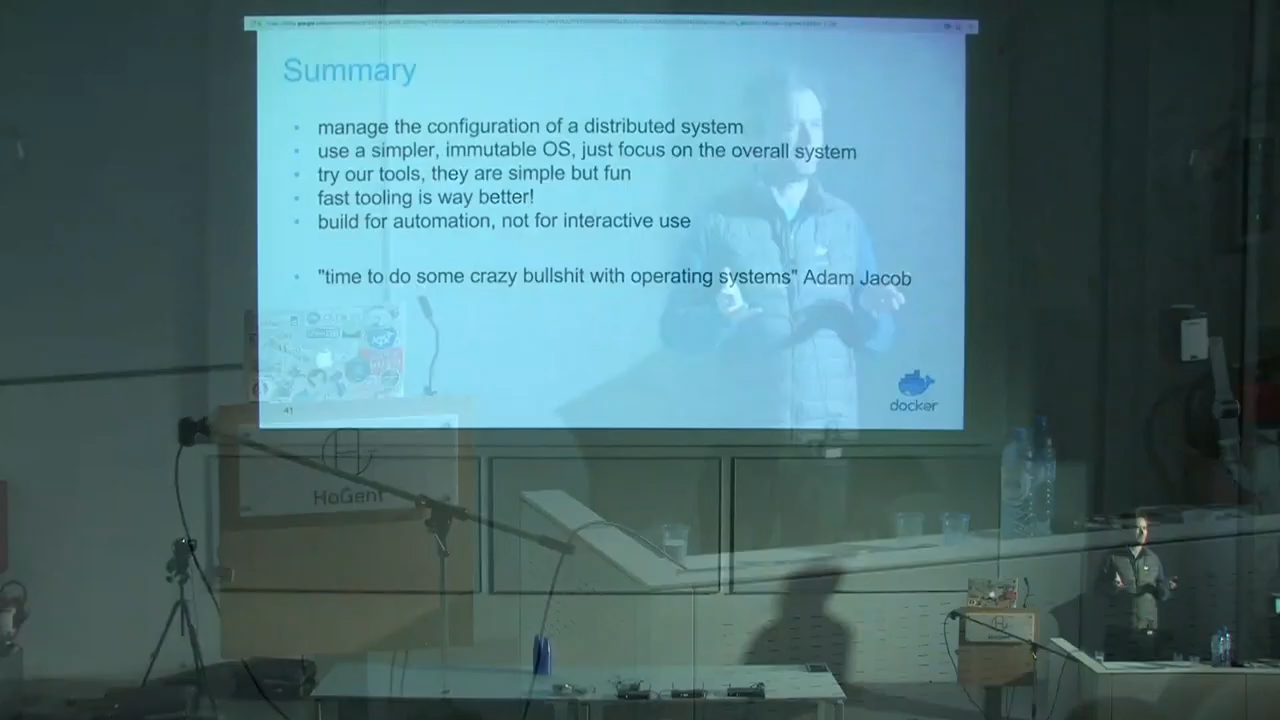 Summary
manage the configuration of a distributed system
use a simpler, immutable OS, just focus on the overall system
try our tools, they are simple but fun
fast tooling is way better!
build for automation, not for interactive use
"time to do some crazy bullshit with operating systems" Adam Jacob
docker
41
HoGent